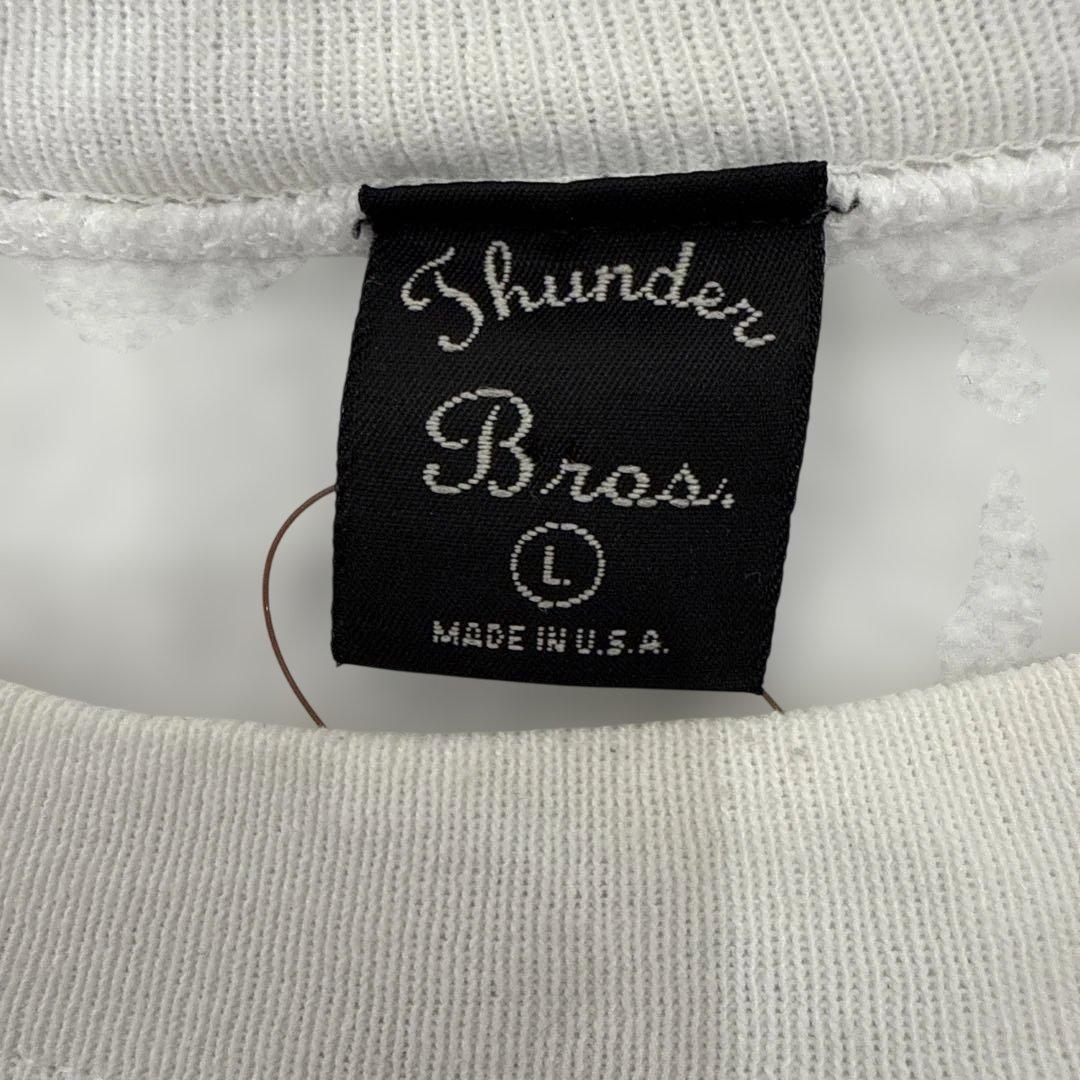 Thunder
Bros.
L.
MADE IN U.S.A.